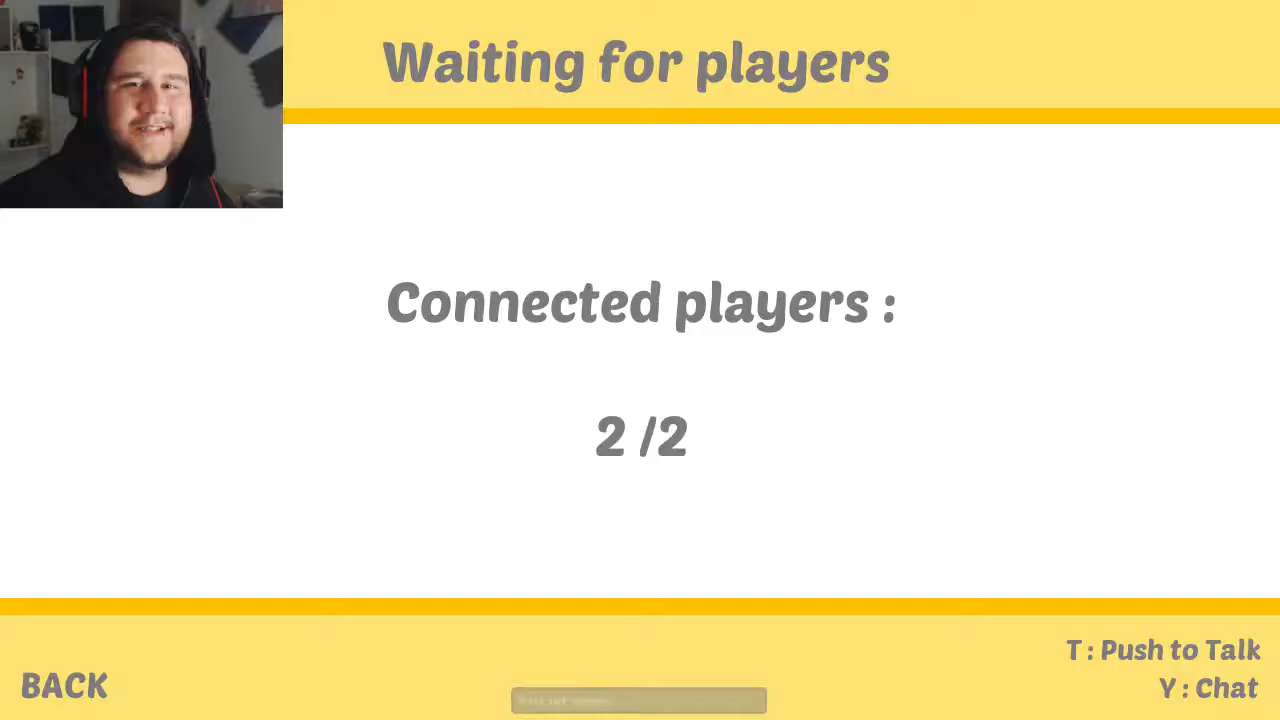 Waiting for players
Connected players :
2 /2
T : Push to Talk
BACK
Y : Chat